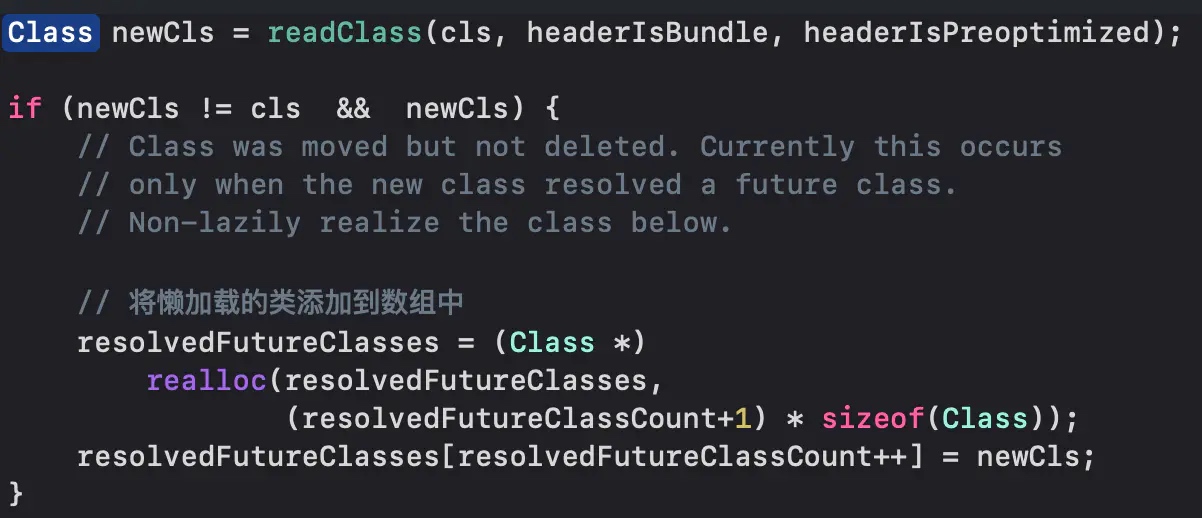 Class newCls = readClass(cls, headerIsBundle, headerIsPreoptimized);
if (newCls != cls  &&  newCls) {
    // Class was moved but not deleted. Currently this occurs
    // only when the new class resolved a future class.
    // Non-lazily realize the class below.
    // 将懒加载的类添加到数组中
    resolvedFutureClasses = (Class *)
        realloc(resolvedFutureClasses,
                (resolvedFutureClassCount+1) * sizeof(Class));
    resolvedFutureClasses[resolvedFutureClassCount++] = newCls;
}